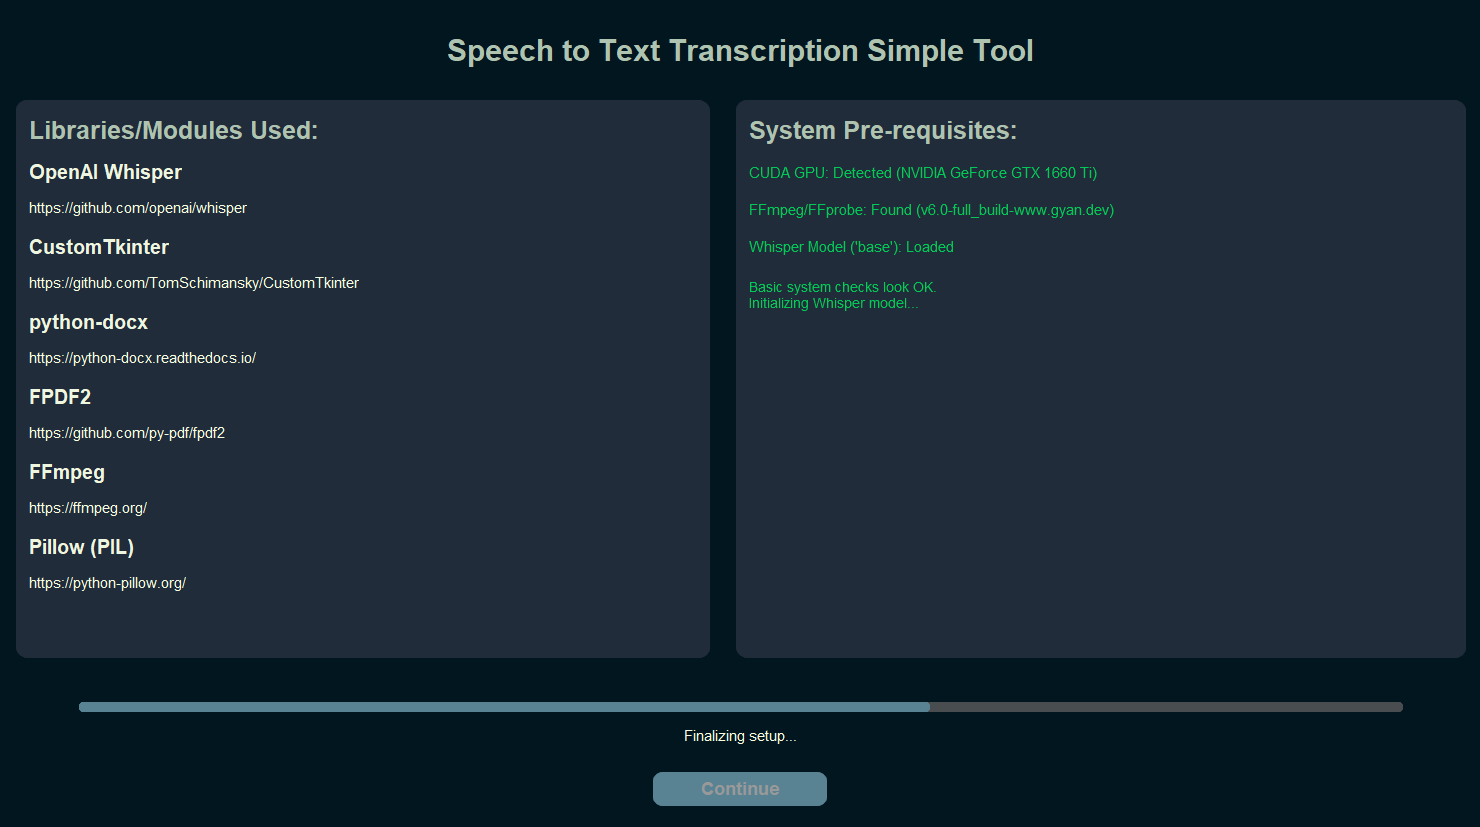 Speech to Text Transcription Simple Tool
Libraries/Modules Used:
OpenAI Whisper
https://github.com/openai/whisper
CustomTkinter
https://github.com/TomSchimansky/CustomTkinter
python-docx
https://python-docx.readthedocs.io/
FPDF2
https://github.com/py-pdf/fpdf2
FFmpeg
https://ffmpeg.org/
Pillow (PIL)
https://python-pillow.org/
System Pre-requisites:
CUDA GPU: Detected (NVIDIA GeForce GTX 1660 Ti)
FFmpeg/FFprobe: Found (v6.0-full_build-www.gyan.dev)
Whisper Model ('base'): Loaded
Basic system checks look OK.
Initializing Whisper model...
Finalizing setup...
Continue